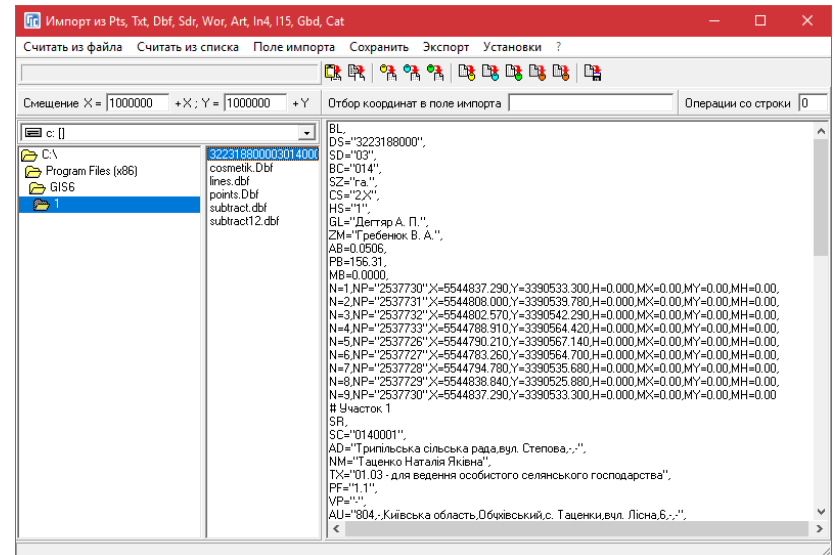 Импорт из Pts, Txt, Dbf, Sdr, Wor, Art, In4, I15, Gbd, Cat
Считать из файла Считать из списка Поле импорта Сохранить Экспорт Установки ?
Смещение X = 1000000 +X ; Y = 1000000 +Y Отбор координат в поле импорта Операции со строки 0
c: []
C:\
Program Files (x86)
GIS6
1
322318800003014000
cosmetik.Dbf
lines.dbf
points.Dbf
subtract.dbf
subtract12.dbf
BL,
DS="3223188000",
SD="03",
BC="014",
SZ="га.",
CS="2,X",
HS="1",
GL="Дегтяр А. П.",
ZM="Гребенюк В. А.",
AB=0.0506,
PB=156.31,
MB=0.0000,
N=1,NP="2537730",X=5544837.290,Y=3390533.300,H=0.000,MX=0.00,MY=0.00,MH=0.00,
N=2,NP="2537731",X=5544808.000,Y=3390539.780,H=0.000,MX=0.00,MY=0.00,MH=0.00,
N=3,NP="2537732",X=5544802.570,Y=3390542.290,H=0.000,MX=0.00,MY=0.00,MH=0.00,
N=4,NP="2537733",X=5544788.910,Y=3390564.420,H=0.000,MX=0.00,MY=0.00,MH=0.00,
N=5,NP="2537726",X=5544790.210,Y=3390567.140,H=0.000,MX=0.00,MY=0.00,MH=0.00,
N=6,NP="2537727",X=5544783.260,Y=3390564.700,H=0.000,MX=0.00,MY=0.00,MH=0.00,
N=7,NP="2537728",X=5544794.780,Y=3390535.680,H=0.000,MX=0.00,MY=0.00,MH=0.00,
N=8,NP="2537729",X=5544838.840,Y=3390525.880,H=0.000,MX=0.00,MY=0.00,MH=0.00,
N=9,NP="2537730",X=5544837.290,Y=3390533.300,H=0.000,MX=0.00,MY=0.00,MH=0.00
# Участок 1
SR,
SC="0140001",
AD="Трипільська сільська рада,вул. Степова,-,-",
NM="Таценко Наталія Яківна",
TX="01.03 - для ведення особистого селянського господарства",
PF="1.1",
VP="-",
AU="804,-,Київська область,Обухівський,с. Таценки,вул. Лісна,6,-,-",